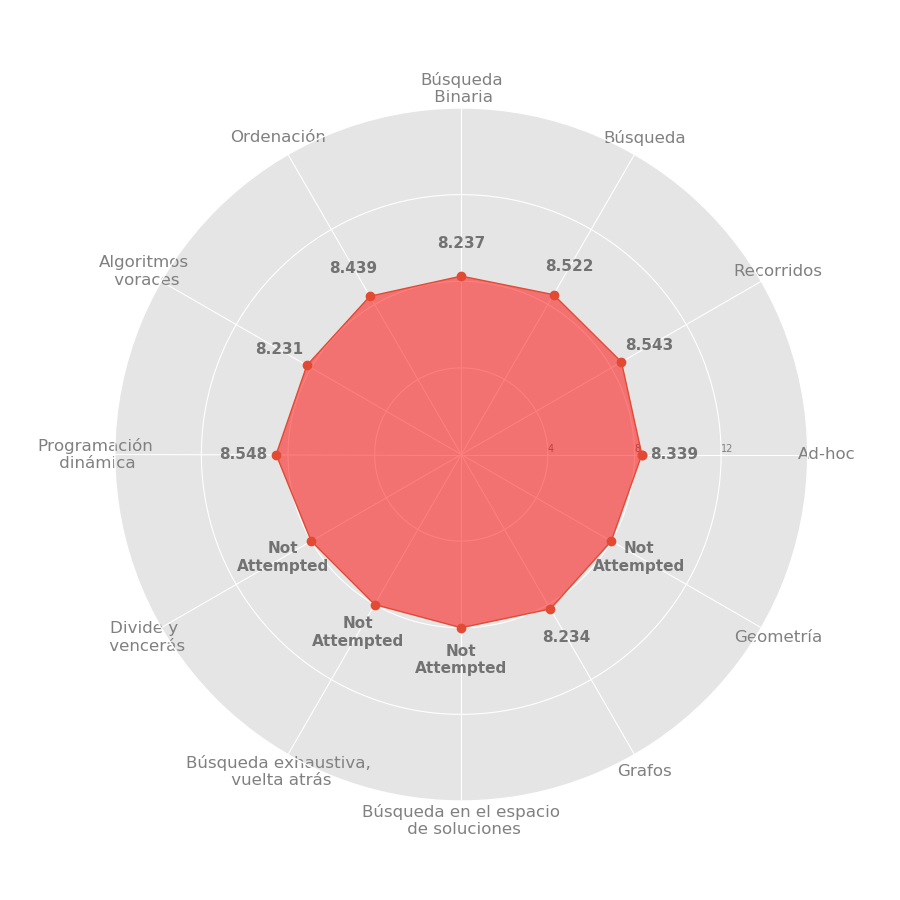 Búsqueda
Binaria
Ordenación
Búsqueda
Algoritmos
voraces
Recorridos
8.237
8.439
8.522
8.231
8.543
Programación
dinámica
8.548
4
8
12
8.339
Ad-hoc
Not
Attempted
Not
Attempted
Divide y
vencerás
Not
Attempted
Not
Attempted
8.234
Geometría
Búsqueda exhaustiva,
vuelta atrás
Grafos
Búsqueda en el espacio
de soluciones